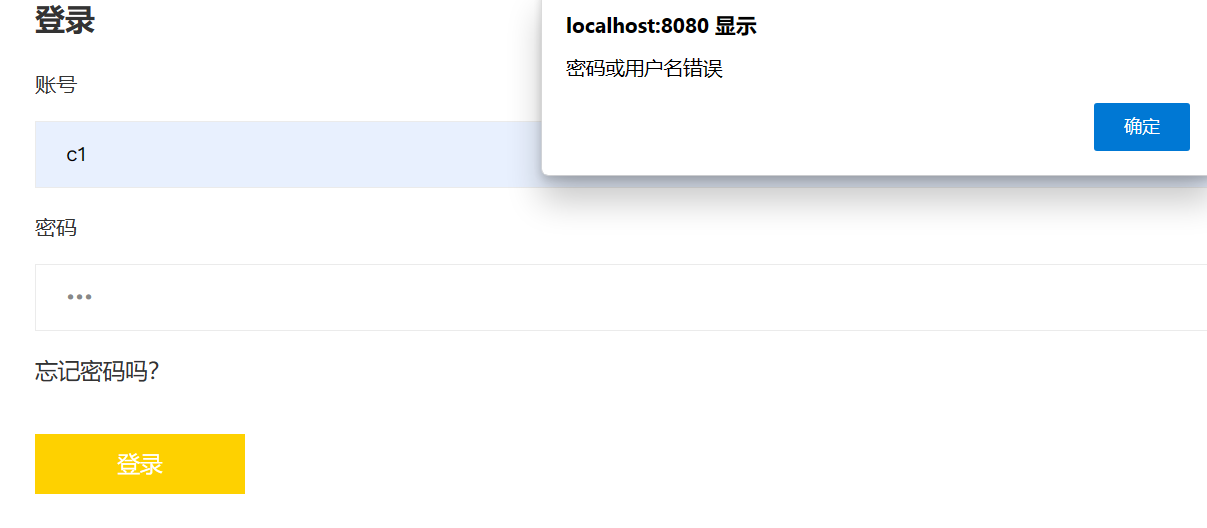 登录
localhost:8080 显示
密码或用户名错误
确定
账号
c1
密码
•••
忘记密码吗?
登录